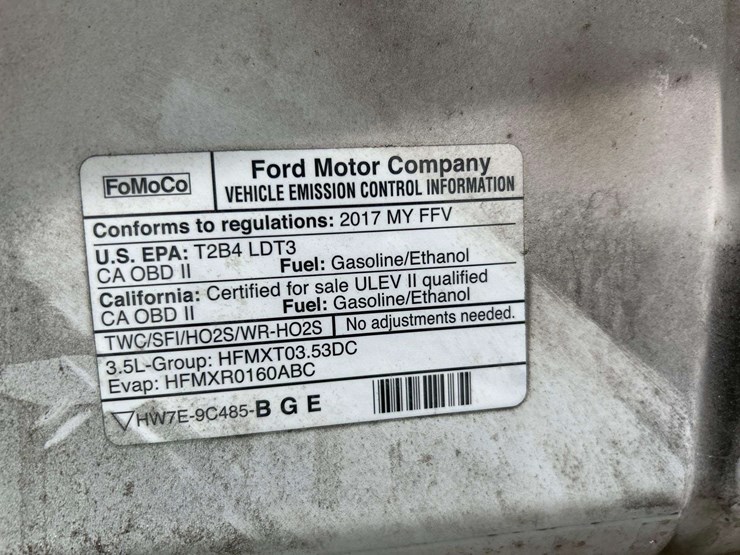 FoMoCo
Ford Motor Company
VEHICLE EMISSION CONTROL INFORMATION
Conforms to regulations: 2017 MY FFV
U.S. EPA: T2B4 LDT3
CA OBD II Fuel: Gasoline/Ethanol
California: Certified for sale ULEV II qualified
CA OBD II Fuel: Gasoline/Ethanol
TWC/SFI/HO2S/WR-HO2S No adjustments needed.
3.5L-Group: HFMXT03.53DC
Evap: HFMXR0160ABC
HW7E-9C485-B G E